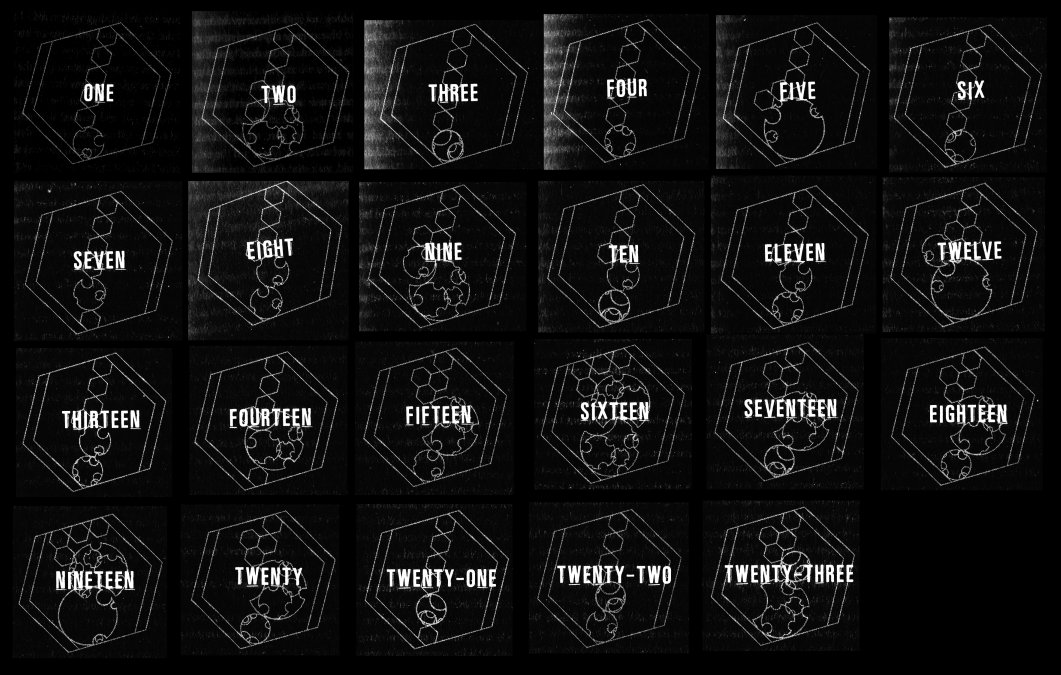 ONE TWO THREE FOUR FIVE SIX
SEVEN EIGHT NINE TEN ELEVEN TWELVE
THIRTEEN FOURTEEN FIFTEEN SIXTEEN SEVENTEEN EIGHTEEN
NINETEEN TWENTY TWENTY-ONE TWENTY-TWO TWENTY-THREE